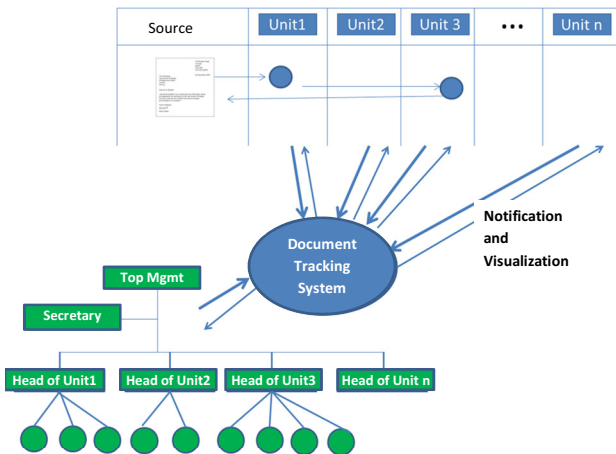 Source
Unit1
Unit2
Unit 3
...
Unit n
Notification
and
Visualization
Document
Tracking
System
Top Mgmt
Secretary
Head of Unit1
Head of Unit2
Head of Unit3
Head of Unit n